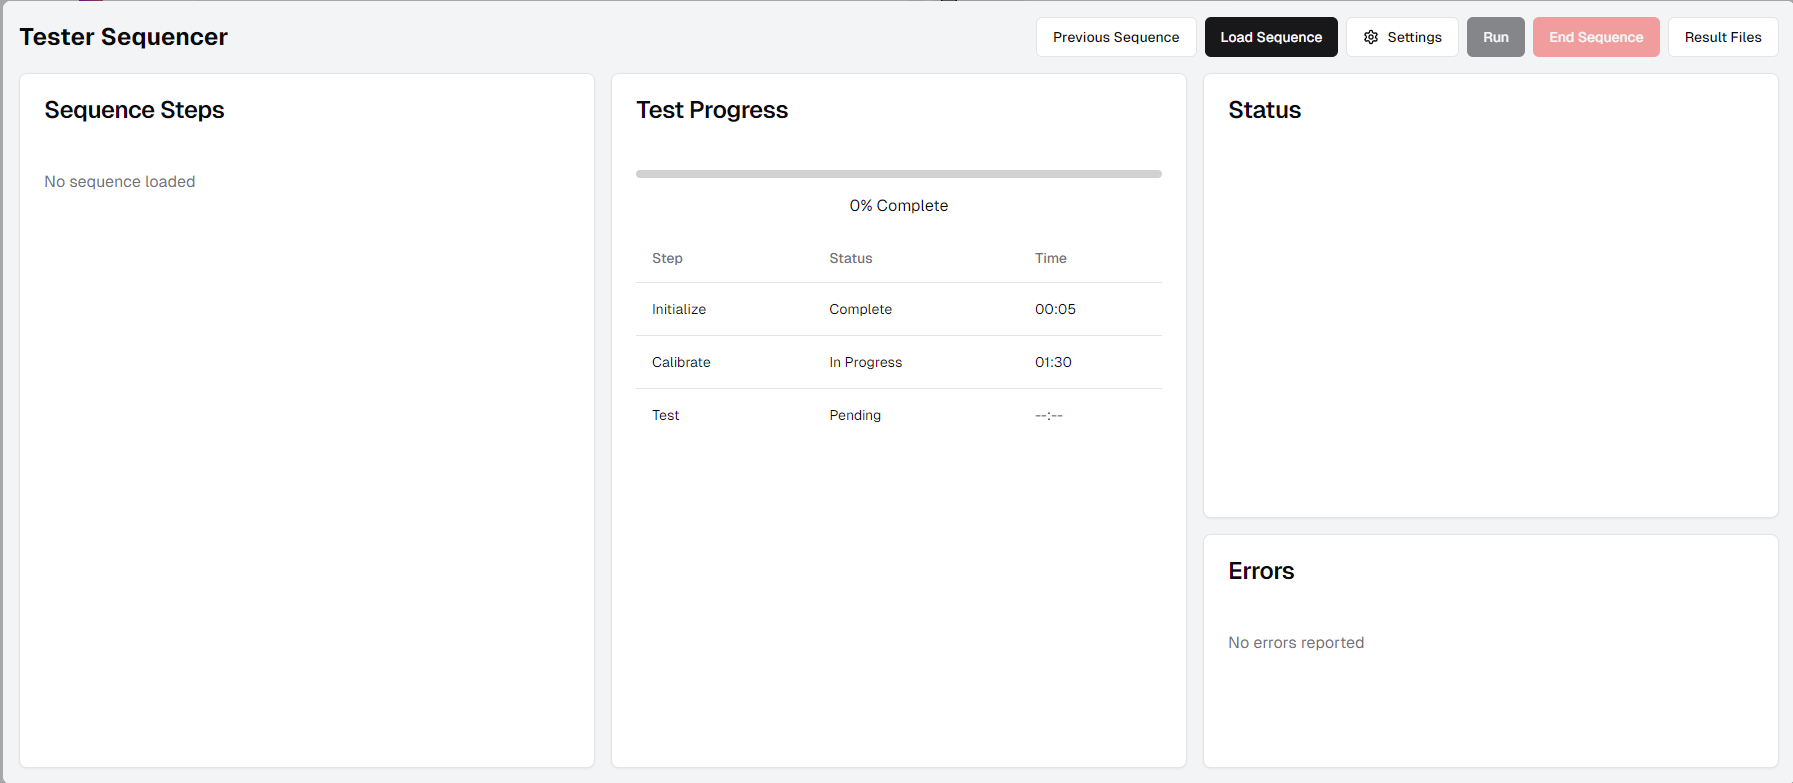 Tester Sequencer
Previous Sequence
Load Sequence
Settings
Run
End Sequence
Result Files
Sequence Steps
No sequence loaded
Test Progress
0% Complete
Step Status Time
Initialize Complete 00:05
Calibrate In Progress 01:30
Test Pending --:--
Status
Errors
No errors reported